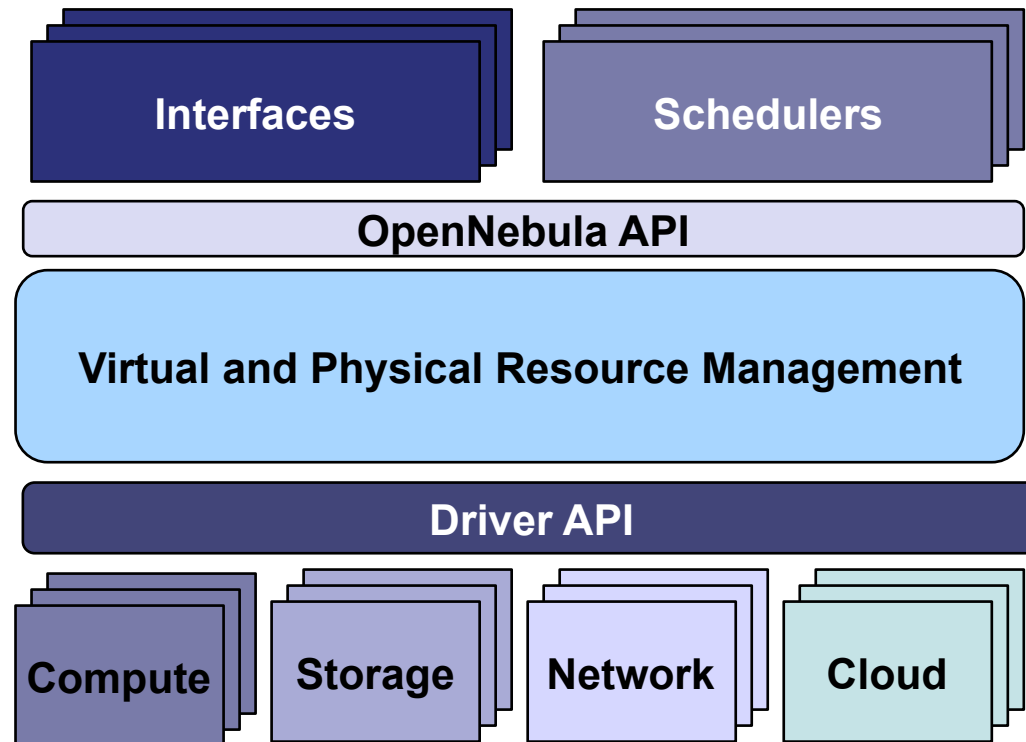 Interfaces
Schedulers
OpenNebula API
Virtual and Physical Resource Management
Driver API
Compute
Storage
Network
Cloud